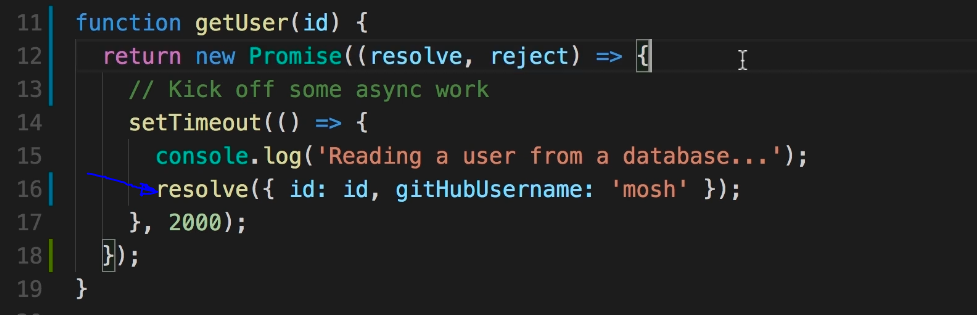 11 function getUser(id) {
12   return new Promise((resolve, reject) => {
13     // Kick off some async work
14     setTimeout(() => {
15       console.log('Reading a user from a database...');
16       resolve({ id: id, gitHubUsername: 'mosh' });
17     }, 2000);
18   });
19 }